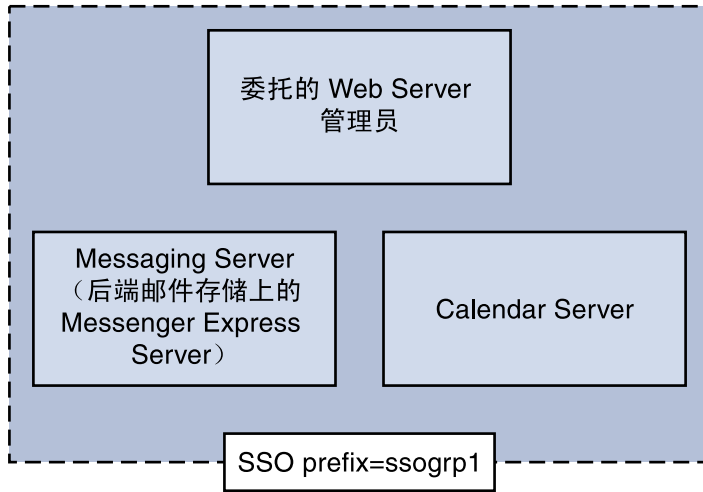 委托的 Web Server
管理员
Messaging Server
（后端邮件存储上的
Messenger Express
Server）
Calendar Server
SSO prefix=ssogrp1